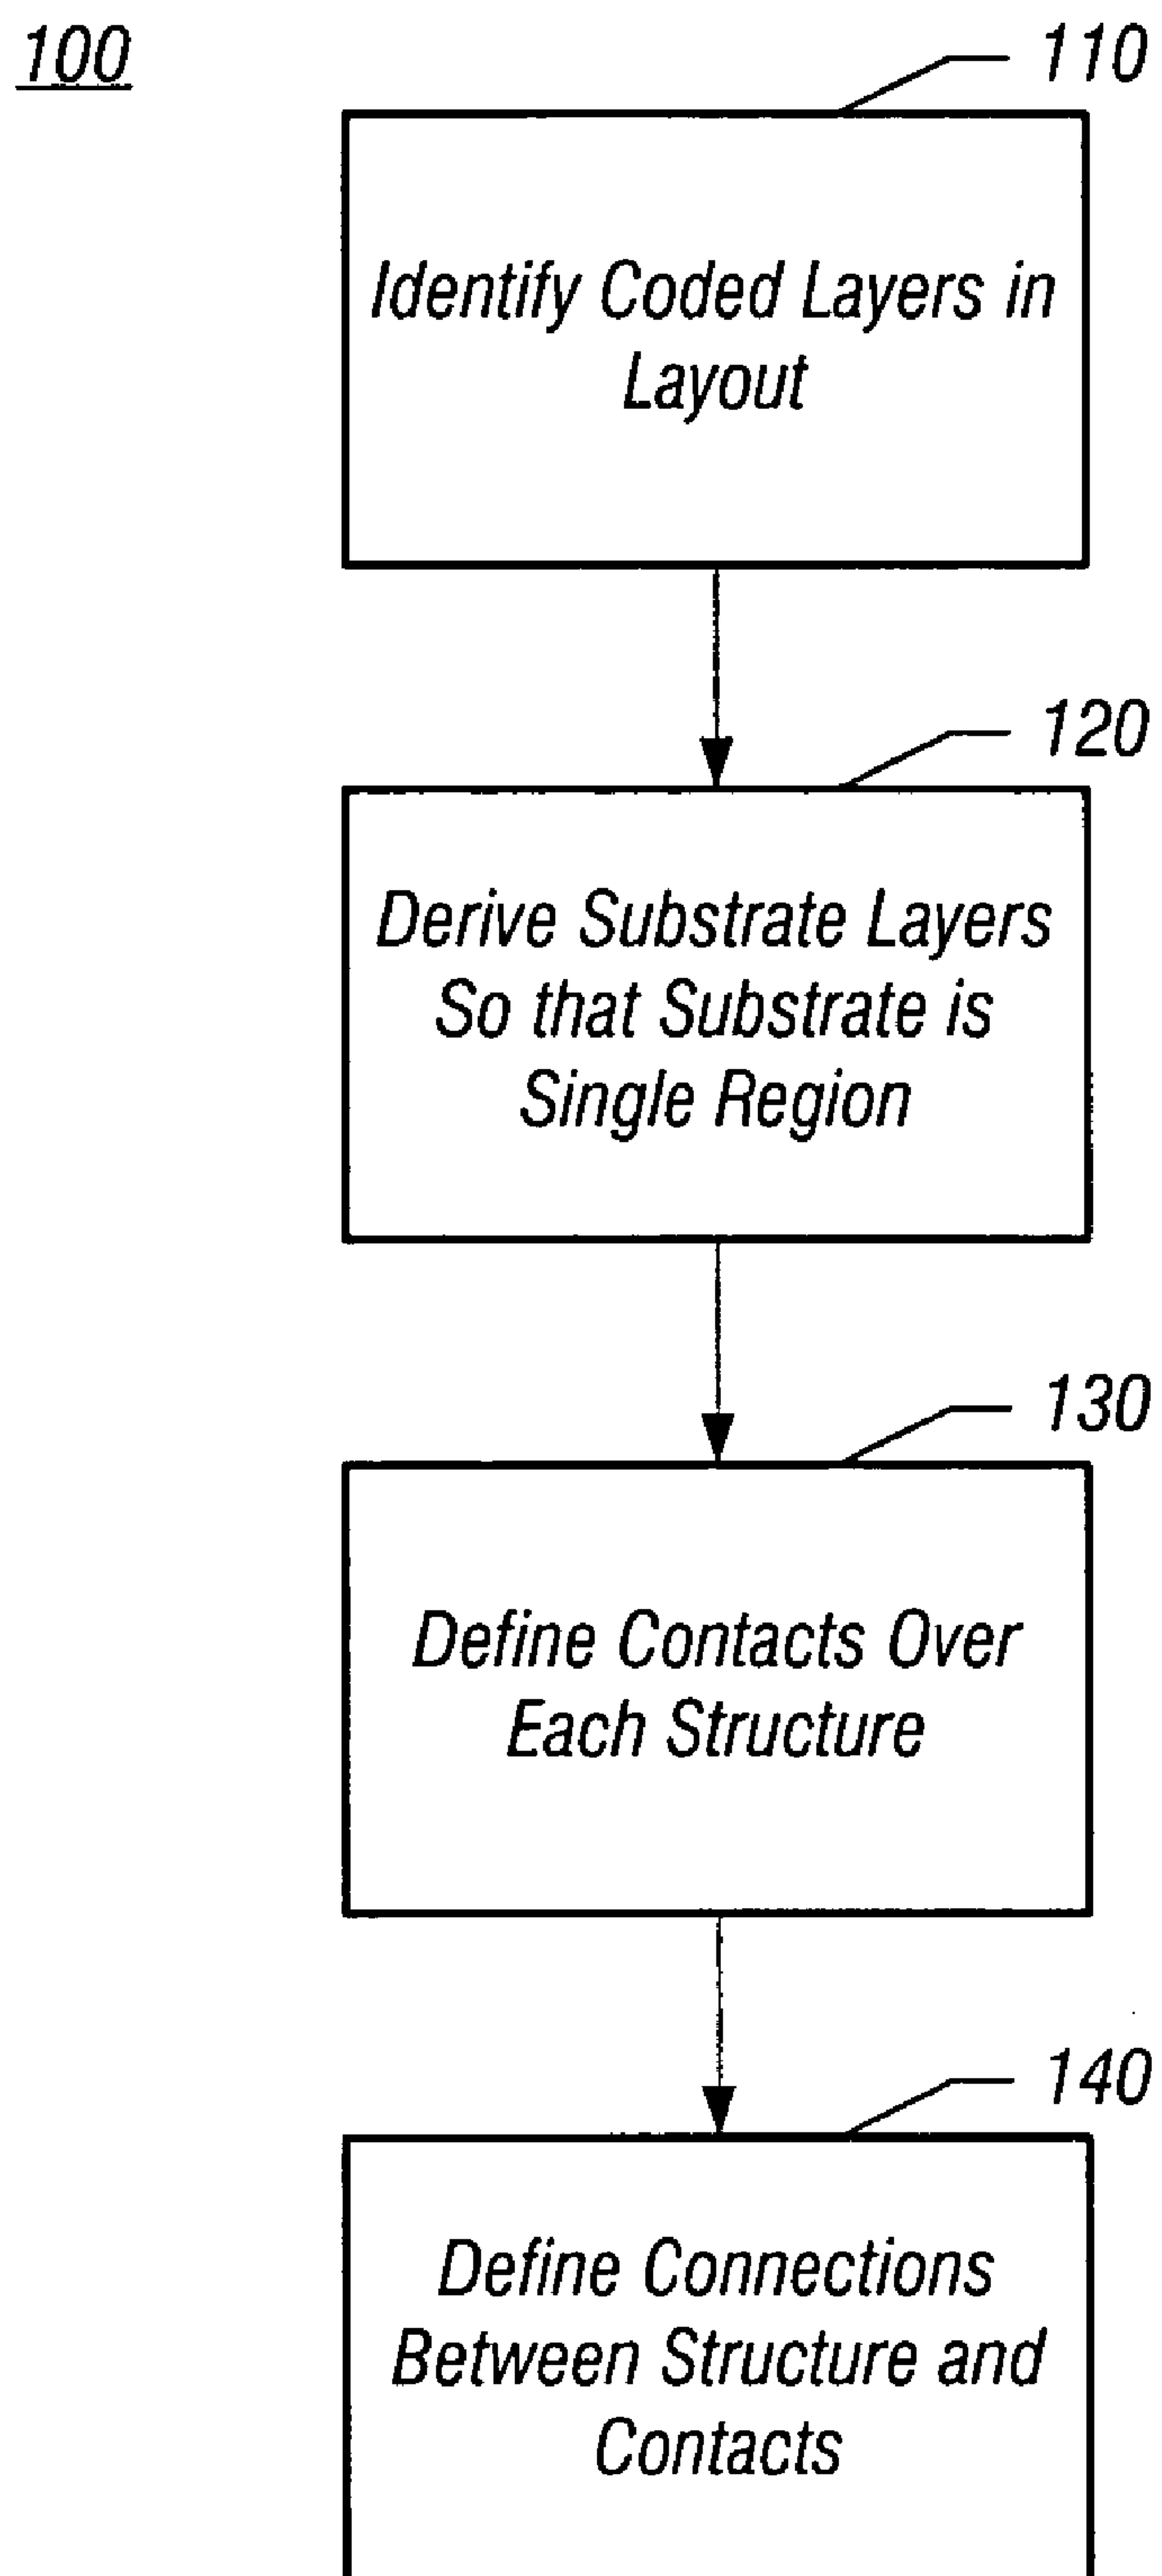 100
110
Identify Coded Layers in
Layout
120
Derive Substrate Layers
So that Substrate is
Single Region
130
Define Contacts Over
Each Structure
140
Define Connections
Between Structure and
Contacts